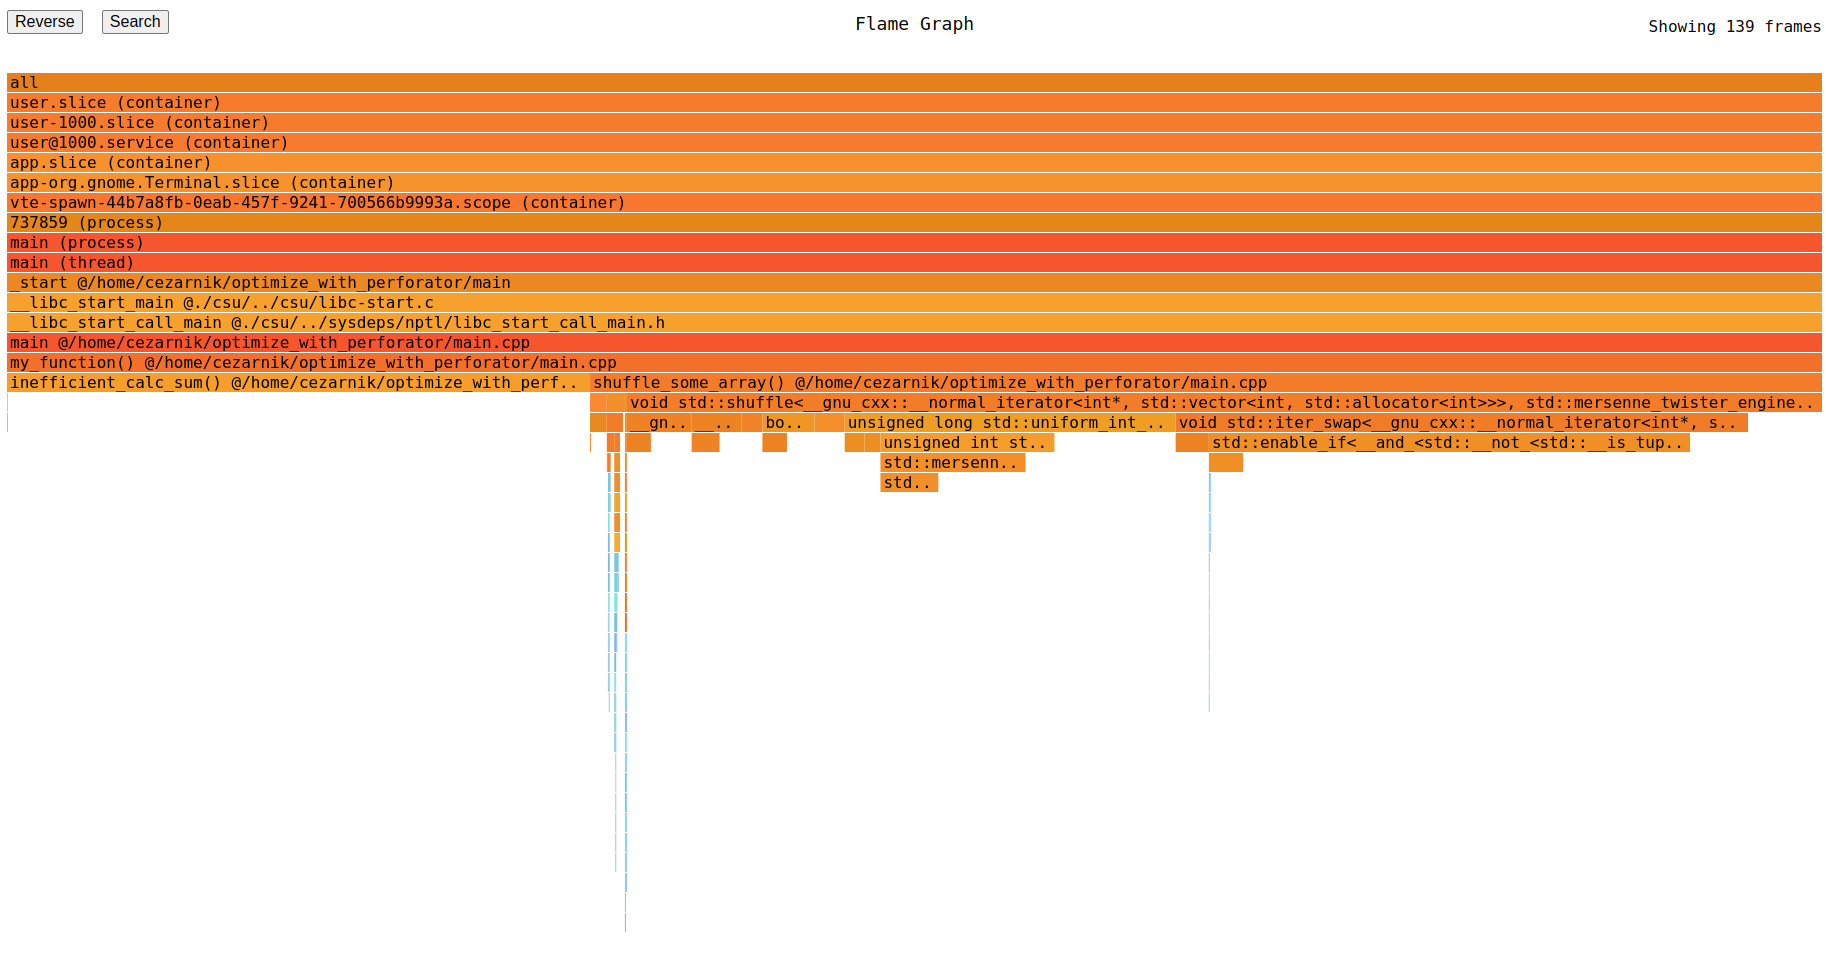 Reverse Search Flame Graph Showing 139 frames
all
user.slice (container)
user-1000.slice (container)
user@1000.service (container)
app.slice (container)
app-org.gnome.Terminal.slice (container)
vte-spawn-44b7a8fb-0eab-457f-9241-700566b9993a.scope (container)
737859 (process)
main (process)
main (thread)
_start @/home/cezarnik/optimize_with_perforator/main
__libc_start_main @./csu/../csu/libc-start.c
__libc_start_call_main @./csu/../sysdeps/nptl/libc_start_call_main.h
main @/home/cezarnik/optimize_with_perforator/main.cpp
my_function() @/home/cezarnik/optimize_with_perforator/main.cpp
inefficient_calc_sum() @/home/cezarnik/optimize_with_perf.. shuffle_some_array() @/home/cezarnik/optimize_with_perforator/main.cpp
void std::shuffle<__gnu_cxx::__normal_iterator<int*, std::vector<int, std::allocator<int>>>, std::mersenne_twister_engine..
__gn.. __.. bo.. unsigned long std::uniform_int_.. void std::iter_swap<__gnu_cxx::__normal_iterator<int*, s..
unsigned int st.. std::enable_if<__and_<std::__not_<std::__is_tup..
std::mersenn..
std..